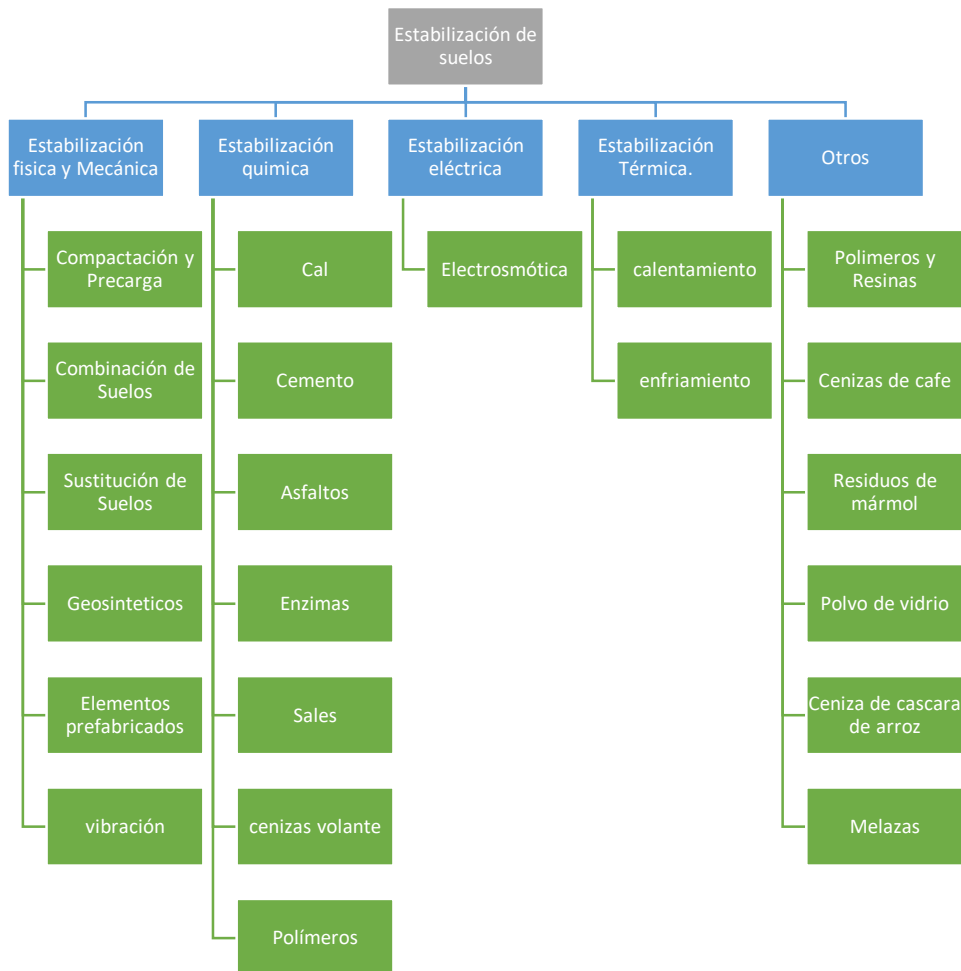 Estabilización de
suelos
Estabilización
fisica y Mecánica
Estabilización
quimica
Estabilización
eléctrica
Estabilización
Térmica.
Otros
Compactación y
Precarga
Combinación de
Suelos
Sustitución de
Suelos
Geosinteticos
Elementos
prefabricados
vibración
Cal
Cemento
Asfaltos
Enzimas
Sales
cenizas volante
Polímeros
Electrosmótica
calentamiento
enfriamiento
Polimeros y
Resinas
Cenizas de cafe
Residuos de
mármol
Polvo de vidrio
Ceniza de cascara
de arroz
Melazas